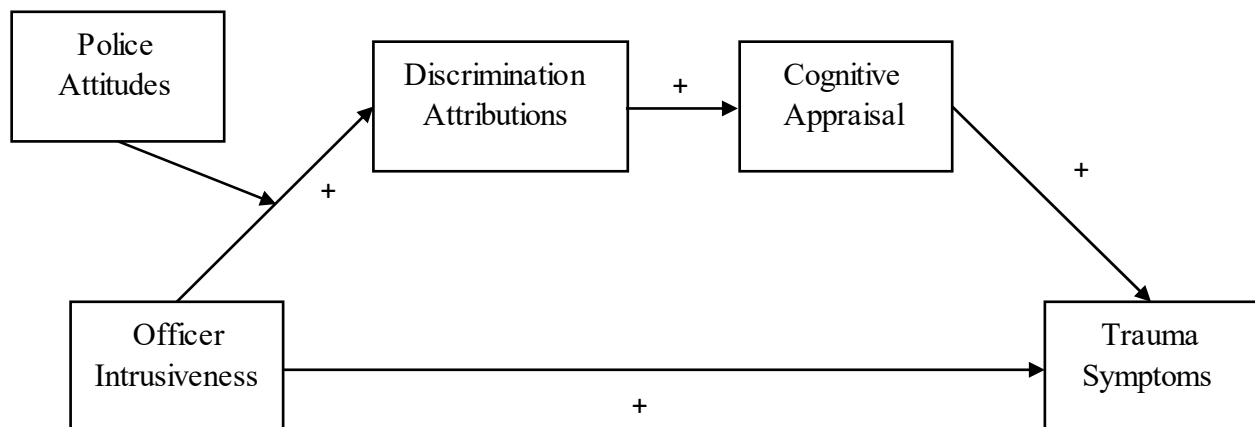 Police
Attitudes
Discrimination
Attributions
+
Cognitive
Appraisal
+
+
Officer
Intrusiveness
Trauma
Symptoms
+